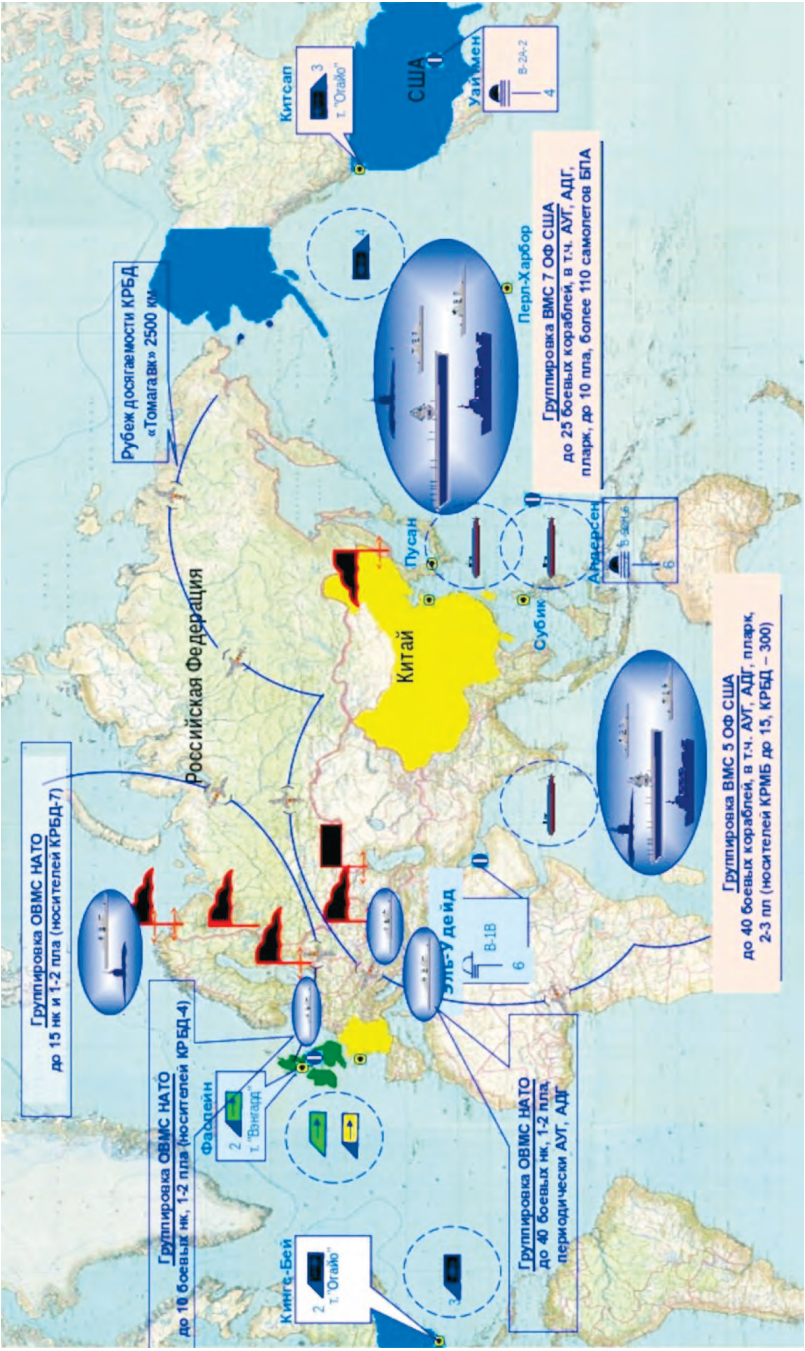 Группировка ОВМС НАТО
до 15 нк и 1-2 пла (носителей КРБД-7)
Рубеж досягаемости КРБД
«Томагавк» 2500 км
Китсап
3
т. "Огайо"
США
Уайтмен
B-2A-2
4
Российская Федерация
4
Группировка ОВМС НАТО
до 10 боевых нк, 1-2 пла (носителей КРБД-4)
Фаслейн
2
т. "Вэнгард"
Китай
Пусан
Перл-Харбор
Группировка ВМС 7 ОФ США
до 25 боевых кораблей, в т.ч. АУГ, АДГ,
пларк, до 10 пла, более 110 самолетов БПА
Кингс-Бей
2
т. "Огайо"
3
Эль-Удейд
B-1B
6
Субик
Андерсен
6
Группировка ОВМС НАТО
до 40 боевых нк, 1-2 пла,
периодически АУГ, АДГ
Группировка ВМС 5 ОФ США
до 40 боевых кораблей, в т.ч. АУГ, АДГ, пларк,
2-3 пл (носителей КРМБ до 15, КРБД – 300)